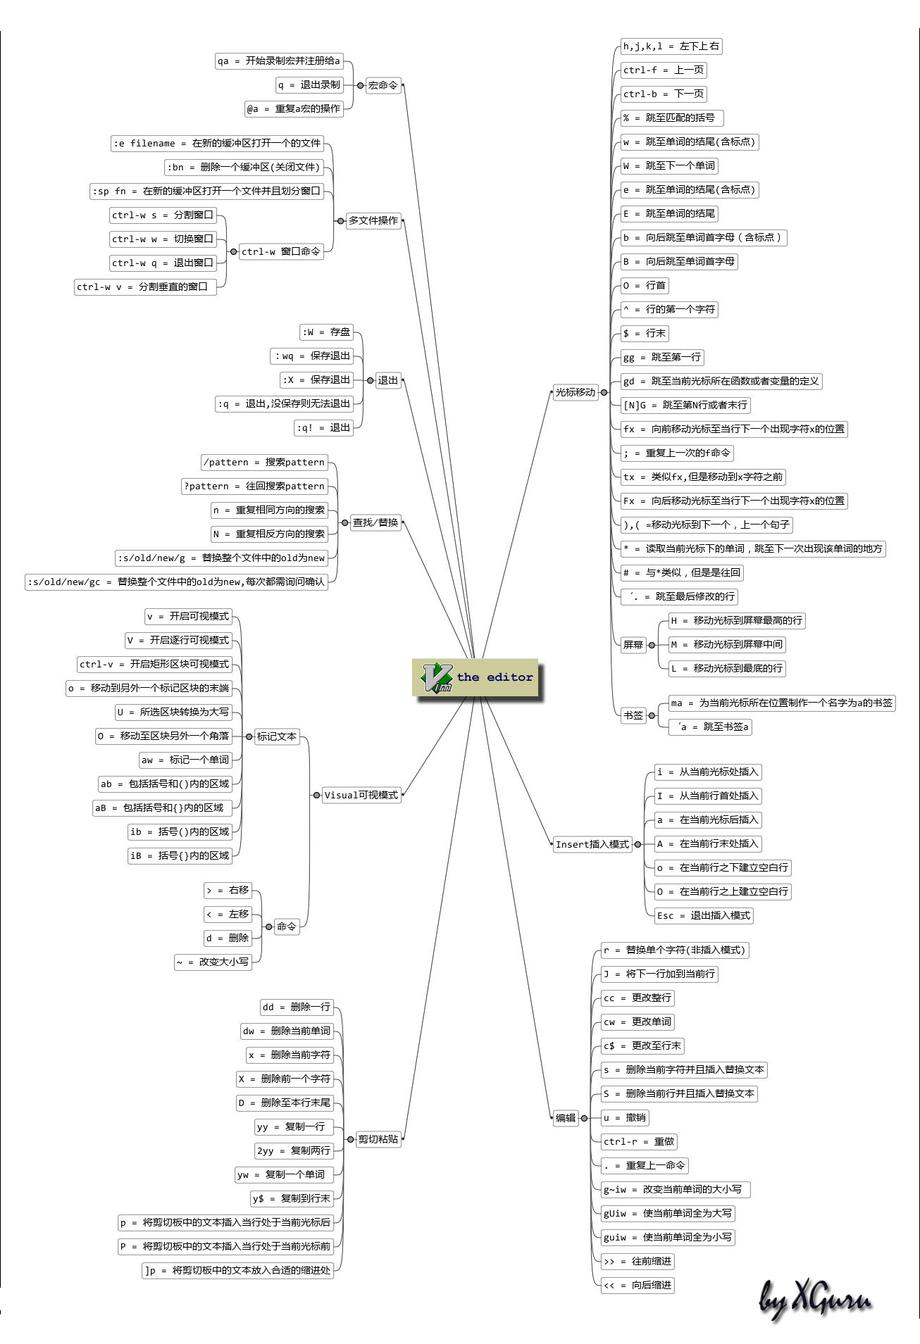 qa = 开始录制宏并注册给a
q = 退出录制
@a = 重复a宏的操作
宏命令
:e filename = 在新的缓冲区打开一个的文件
:bn = 删除一个缓冲区(关闭文件)
:sp fn = 在新的缓冲区打开一个文件并且划分窗口
ctrl-w s = 分割窗口
ctrl-w w = 切换窗口
ctrl-w q = 退出窗口
ctrl-w v = 分割垂直的窗口
ctrl-w 窗口命令
多文件操作
:W = 存盘
:wq = 保存退出
:X = 保存退出
:q = 退出,没保存则无法退出
:q! = 退出
退出
/pattern = 搜索pattern
?pattern = 往回搜索pattern
n = 重复相同方向的搜索
N = 重复相反方向的搜索
:s/old/new/g = 替换整个文件中的old为new
:s/old/new/gc = 替换整个文件中的old为new,每次都需询问确认
查找/替换
v = 开启可视模式
V = 开启逐行可视模式
ctrl-v = 开启矩形区块可视模式
o = 移动到另外一个标记区块的末端
U = 所选区块转换为大写
O = 移动至区块另外一个角落
aw = 标记一个单词
ab = 包括括号和()内的区域
aB = 包括括号和{}内的区域
ib = 括号()内的区域
iB = 括号{}内的区域
标记文本
> = 右移
< = 左移
d = 删除
~ = 改变大小写
命令
Visual可视模式
dd = 删除一行
dw = 删除当前单词
x = 删除当前字符
X = 删除前一个字符
D = 删除至本行末尾
yy = 复制一行
2yy = 复制两行
yw = 复制一个单词
y$ = 复制到行末
p = 将剪切板中的文本插入当行处于当前光标后
P = 将剪切板中的文本插入当行处于当前光标前
]p = 将剪切板中的文本放入合适的缩进处
剪切粘贴
Vim the editor
h,j,k,l = 左下上右
ctrl-f = 上一页
ctrl-b = 下一页
% = 跳至匹配的括号
w = 跳至单词的结尾(含标点)
W = 跳至下一个单词
e = 跳至单词的结尾(含标点)
E = 跳至单词的结尾
b = 向后跳至单词首字母（含标点）
B = 向后跳至单词首字母
O = 行首
^ = 行的第一个字符
$ = 行末
gg = 跳至第一行
gd = 跳至当前光标所在函数或者变量的定义
[N]G = 跳至第N行或者末行
fx = 向前移动光标至当行下一个出现字符x的位置
; = 重复上一次的f命令
tx = 类似fx,但是移动到x字符之前
Fx = 向后移动光标至当行下一个出现字符x的位置
),( =移动光标到下一个，上一个句子
* = 读取当前光标下的单词，跳至下一次出现该单词的地方
# = 与*类似，但是是往回
´. = 跳至最后修改的行
H = 移动光标到屏幕最高的行
M = 移动光标到屏幕中间
L = 移动光标到最底的行
屏幕
ma = 为当前光标所在位置制作一个名字为a的书签
´a = 跳至书签a
书签
光标移动
i = 从当前光标处插入
I = 从当前行首处插入
a = 在当前光标后插入
A = 在当前行末处插入
o = 在当前行之下建立空白行
O = 在当前行之上建立空白行
Esc = 退出插入模式
Insert插入模式
r = 替换单个字符(非插入模式)
J = 将下一行加到当前行
cc = 更改整行
cw = 更改单词
c$ = 更改至行末
s = 删除当前字符并且插入替换文本
S = 删除当前行并且插入替换文本
u = 撤销
ctrl-r = 重做
. = 重复上一命令
g~iw = 改变当前单词的大小写
gUiw = 使当前单词全为大写
guiw = 使当前单词全为小写
>> = 往前缩进
<< = 向后缩进
编辑
by XGuru